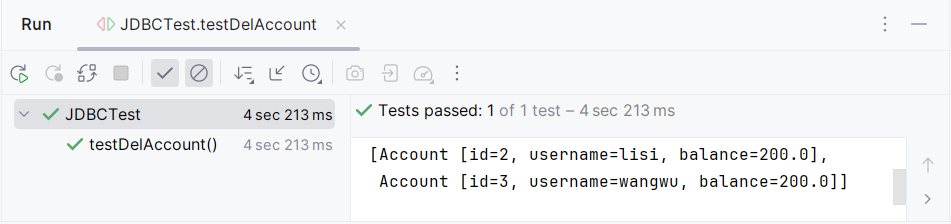 Run JDBCTest.testDelAccount
JDBCTest 4 sec 213 ms
testDelAccount() 4 sec 213 ms
Tests passed: 1 of 1 test – 4 sec 213 ms
[Account [id=2, username=lisi, balance=200.0],
Account [id=3, username=wangwu, balance=200.0]]